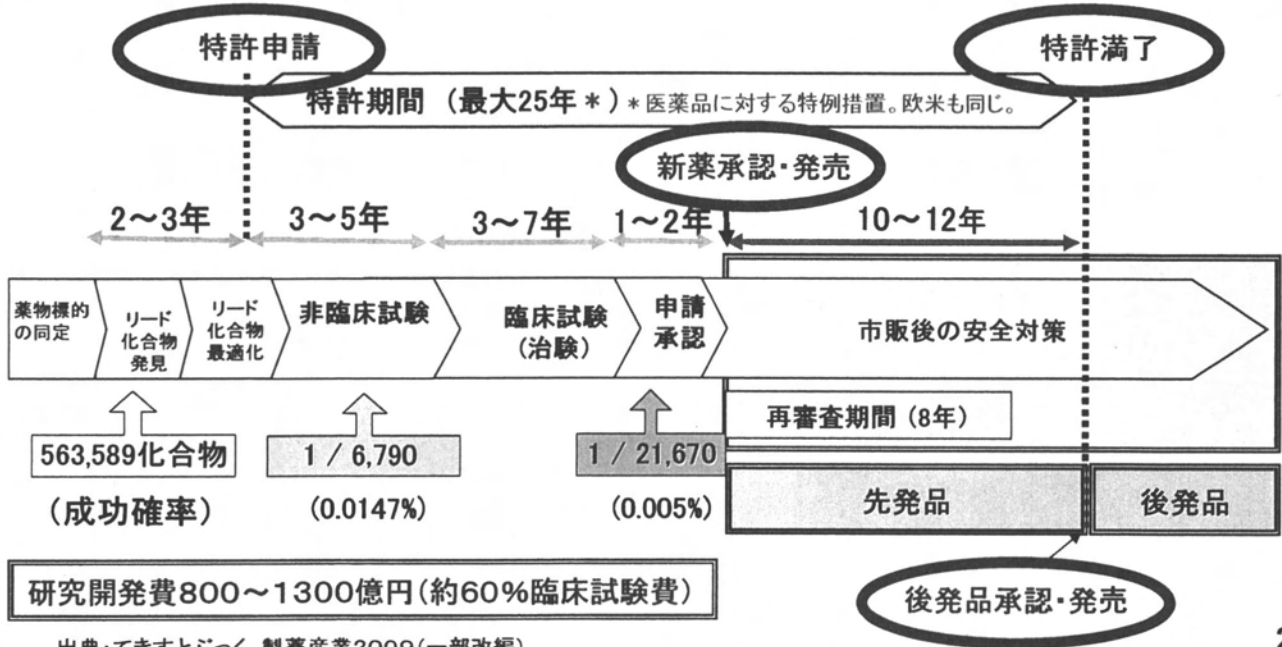 特許申請
特許満了
特許期間 (最大25年*) *医薬品に対する特例措置。欧米も同じ。
新薬承認・発売
2~3年
3~5年
3~7年
1~2年
10~12年
薬物標的
の同定
リード
化合物
発見
リード
化合物
最適化
非臨床試験
臨床試験
(治験)
申請
承認
市販後の安全対策
再審査期間 (8年)
563,589化合物
1 / 6,790
1 / 21,670
(成功確率)
(0.0147%)
(0.005%)
先発品
後発品
研究開発費800~1300億円(約60%臨床試験費)
後発品承認・発売
出典:てきすとぶっく 製薬産業2009(一部改編)